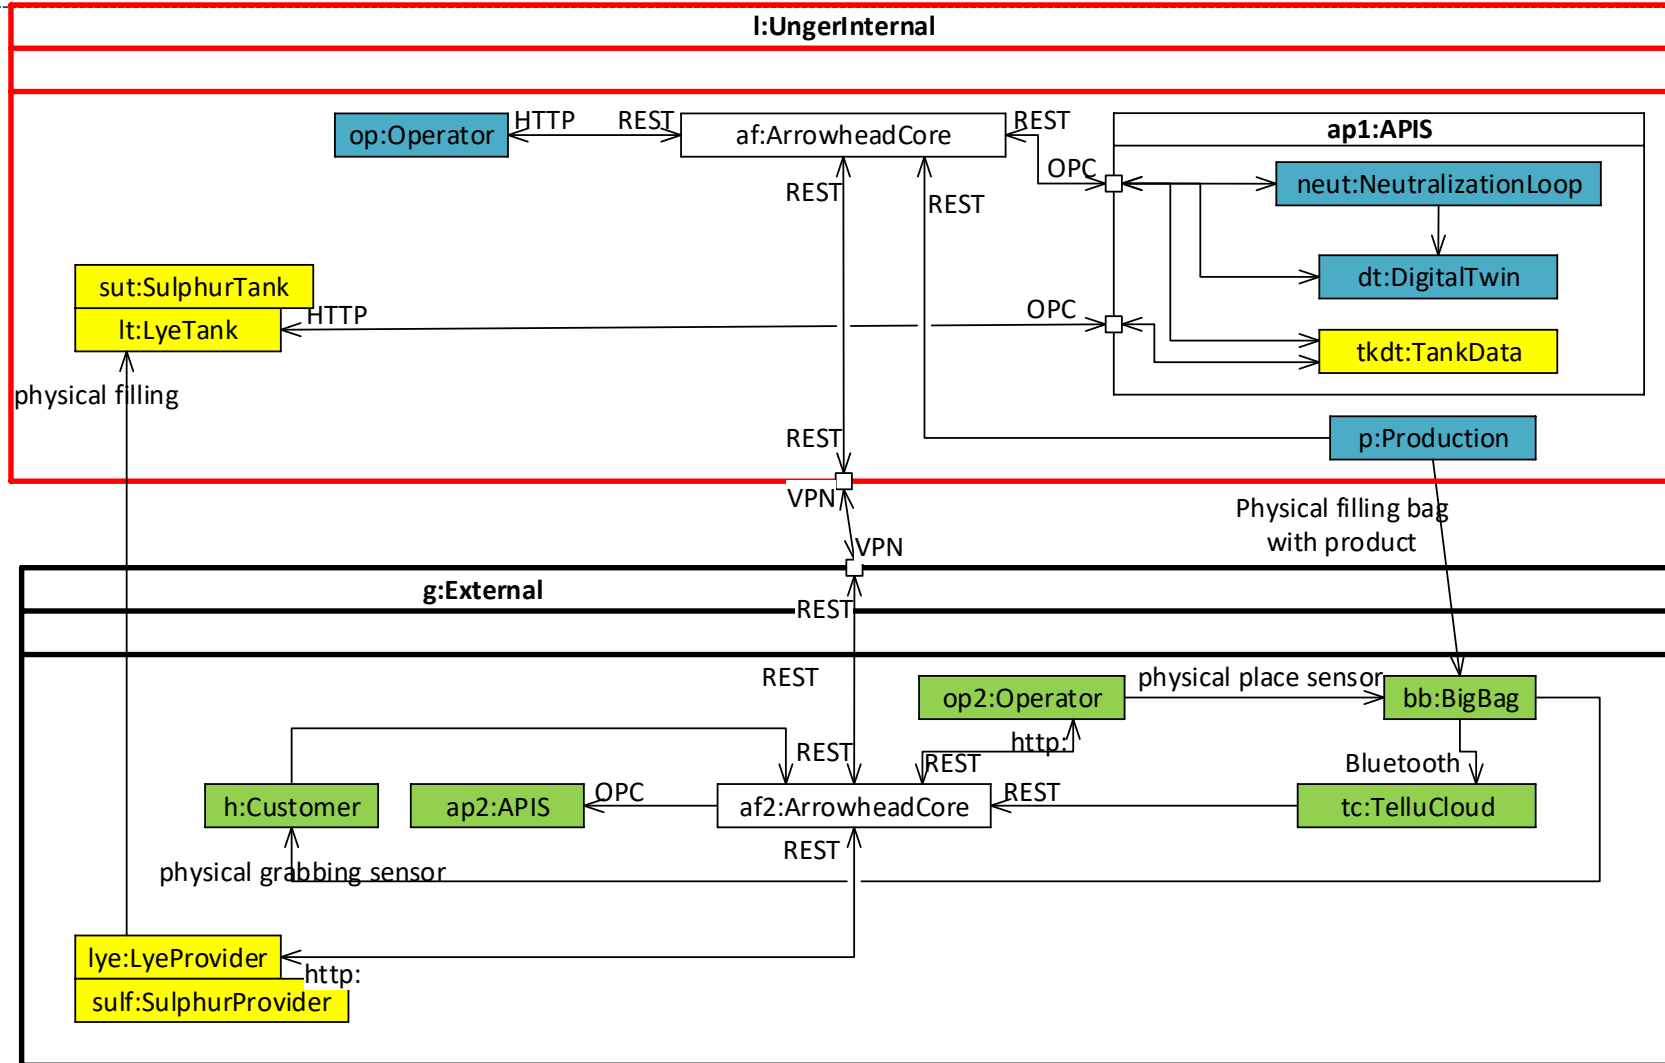 l:UngerInternal
op:Operator
HTTP
REST
af:ArrowheadCore
REST
ap1:APIS
OPC
neut:NeutralizationLoop
REST
REST
dt:DigitalTwin
sut:SulphurTank
lt:LyeTank
HTTP
OPC
tkdt:TankData
physical filling
REST
p:Production
VPN
Physical filling bag
with product
VPN
g:External
REST
REST
op2:Operator
physical place sensor
bb:BigBag
http:
REST
REST
Bluetooth
h:Customer
ap2:APIS
OPC
af2:ArrowheadCore
REST
tc:TelluCloud
REST
physical grabbing sensor
lye:LyeProvider
http:
sulf:SulphurProvider